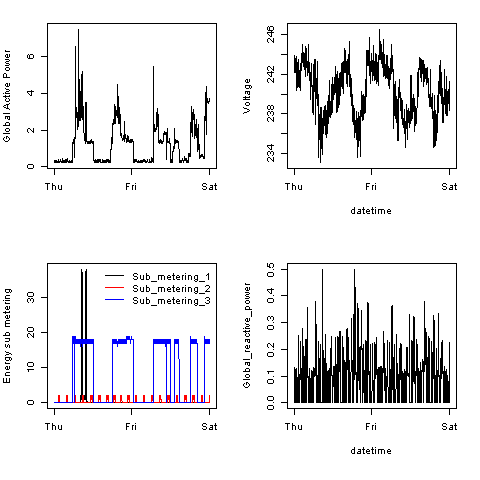 Global Active Power
6
4
2
0
Thu Fri Sat
Voltage
246
242
238
234
Thu Fri Sat
datetime
Energy sub metering
30
20
10
0
Sub_metering_1
Sub_metering_2
Sub_metering_3
Thu Fri Sat
Global_reactive_power
0.5
0.4
0.3
0.2
0.1
0.0
Thu Fri Sat
datetime